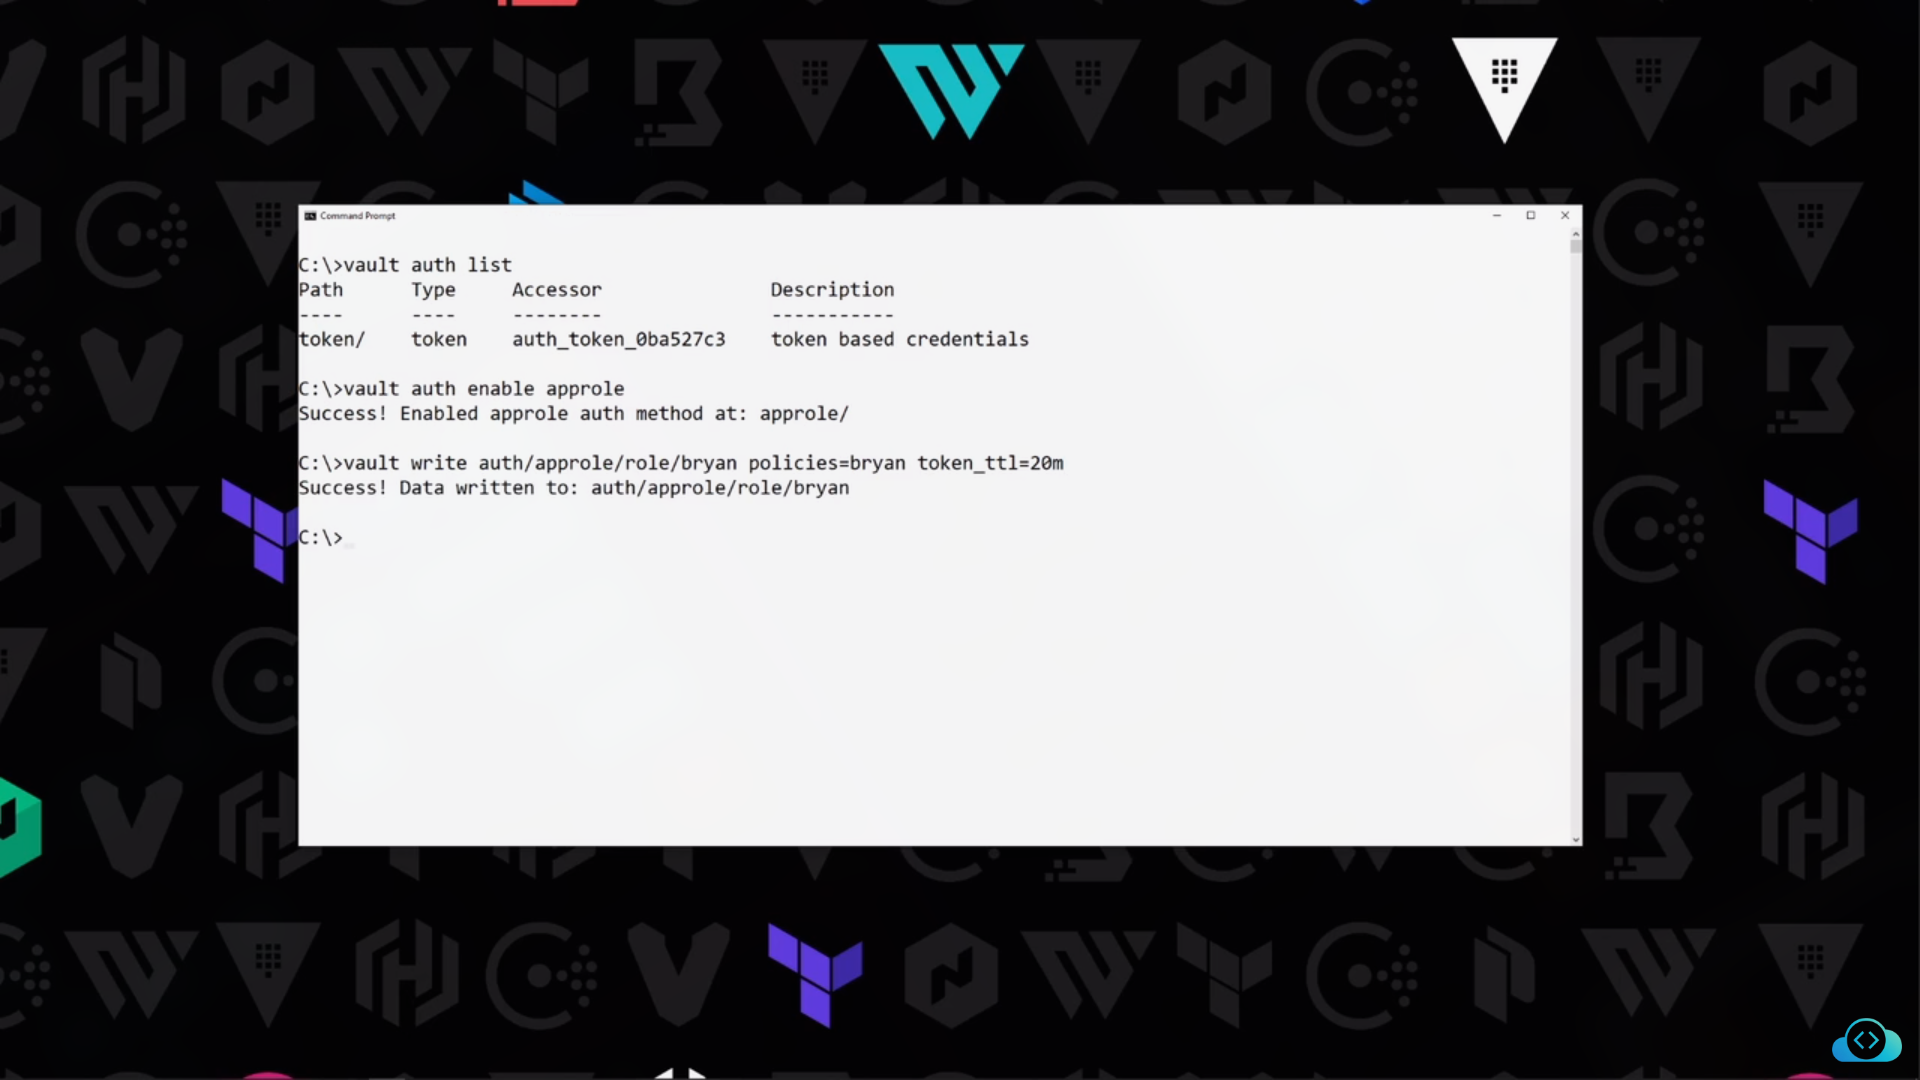 Command Prompt
C:\>vault auth list
Path      Type     Accessor               Description
----      ----     --------               -----------
token/    token    auth_token_0ba527c3    token based credentials
C:\>vault auth enable approle
Success! Enabled approle auth method at: approle/
C:\>vault write auth/approle/role/bryan policies=bryan token_ttl=20m
Success! Data written to: auth/approle/role/bryan
C:\>